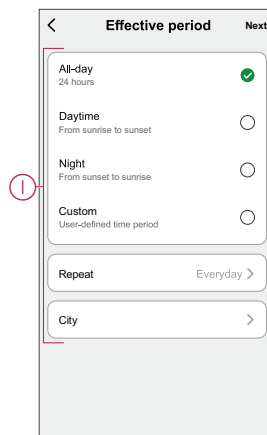 Effective period Next
All-day
24 hours
Daytime
From sunrise to sunset
Night
From sunset to sunrise
I
Custom
User-defined time period
Repeat Everyday
City